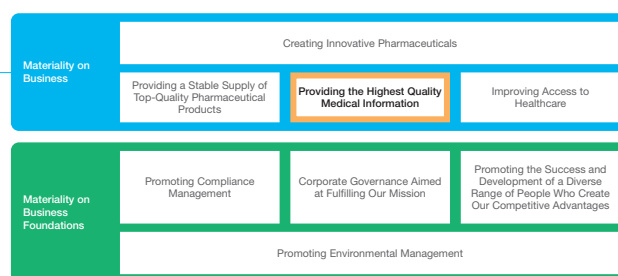 Creating Innovative Pharmaceuticals
Materiality on
Business
Providing a Stable Supply of
Top-Quality Pharmaceutical
Products
Providing the Highest Quality
Medical Information
Improving Access to
Healthcare
Materiality on
Business
Foundations
Promoting Compliance
Management
Corporate Governance Aimed
at Fulfilling Our Mission
Promoting the Success and
Development of a Diverse
Range of People Who Create
Our Competitive Advantages
Promoting Environmental Management